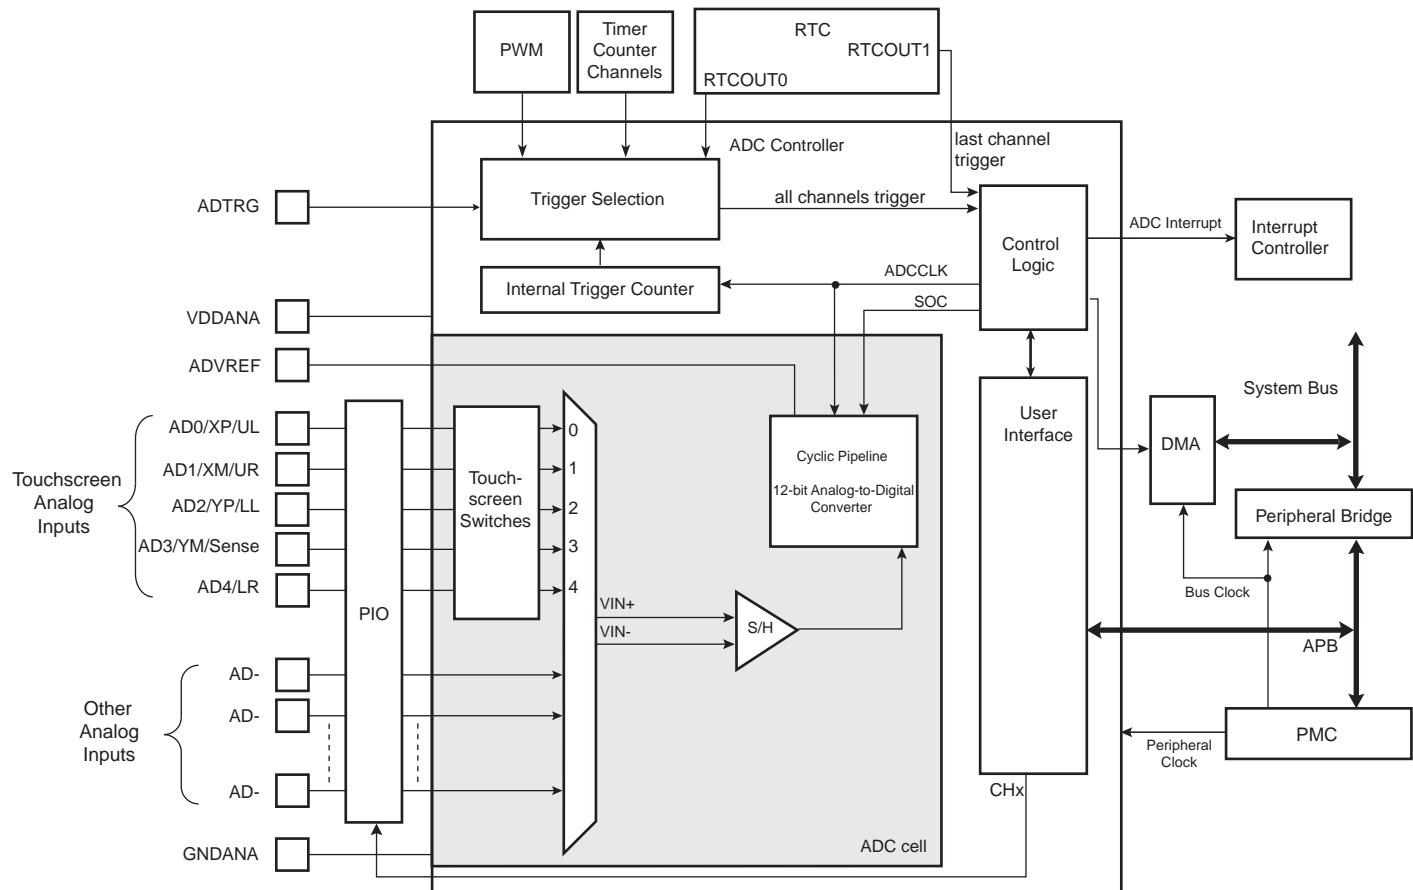 PWM
Timer
Counter
Channels
RTC
RTCOUT1
RTCOUT0
ADC Controller
last channel
trigger
ADTRG
Trigger Selection
all channels trigger
Control
Logic
ADC Interrupt
Interrupt
Controller
Internal Trigger Counter
ADCCLK
SOC
VDDANA
ADVREF
System Bus
User
Interface
DMA
Touchscreen
Analog
Inputs
AD0/XP/UL
AD1/XM/UR
AD2/YP/LL
AD3/YM/Sense
AD4/LR
PIO
Touch-
screen
Switches
0
1
2
3
4
Cyclic Pipeline
12-bit Analog-to-Digital
Converter
Peripheral Bridge
Bus Clock
VIN+
VIN-
S/H
APB
Other
Analog
Inputs
AD-
AD-
AD-
PMC
Peripheral
Clock
CHx
GNDANA
ADC cell